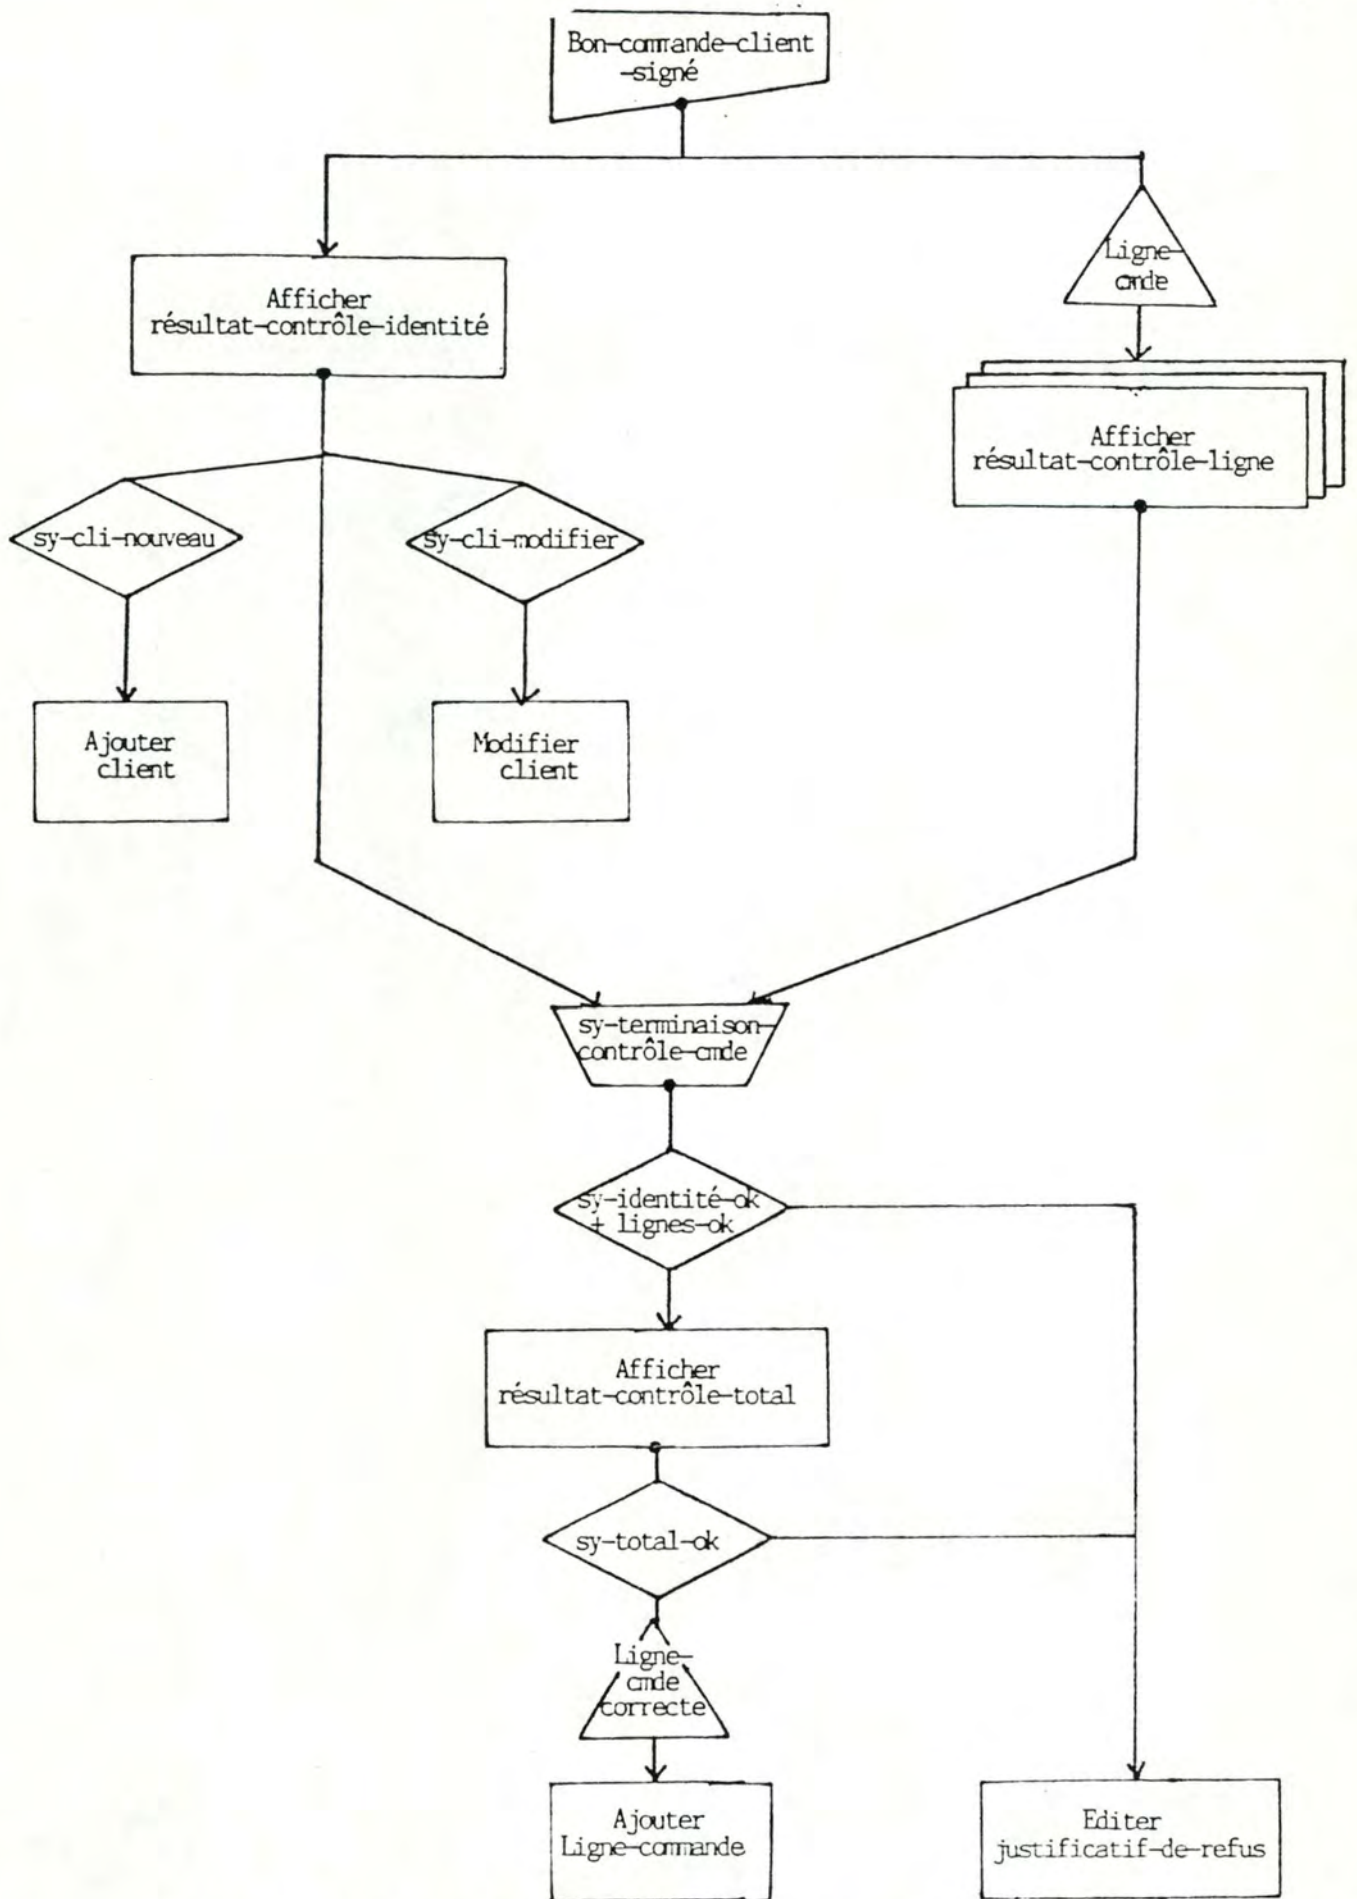 Bon-commande-client
-signé
Ligne-
cmde
Afficher
résultat-contrôle-identité
Afficher
résultat-contrôle-ligne
sy-cli-nouveau
sy-cli-modifier
Ajouter
client
Modifier
client
sy-terminaison-
contrôle-cmde
sy-identité-ok
+ lignes-ok
Afficher
résultat-contrôle-total
sy-total-ok
Ligne-
cmde
correcte
Ajouter
Ligne-commande
Editer
justificatif-de-refus